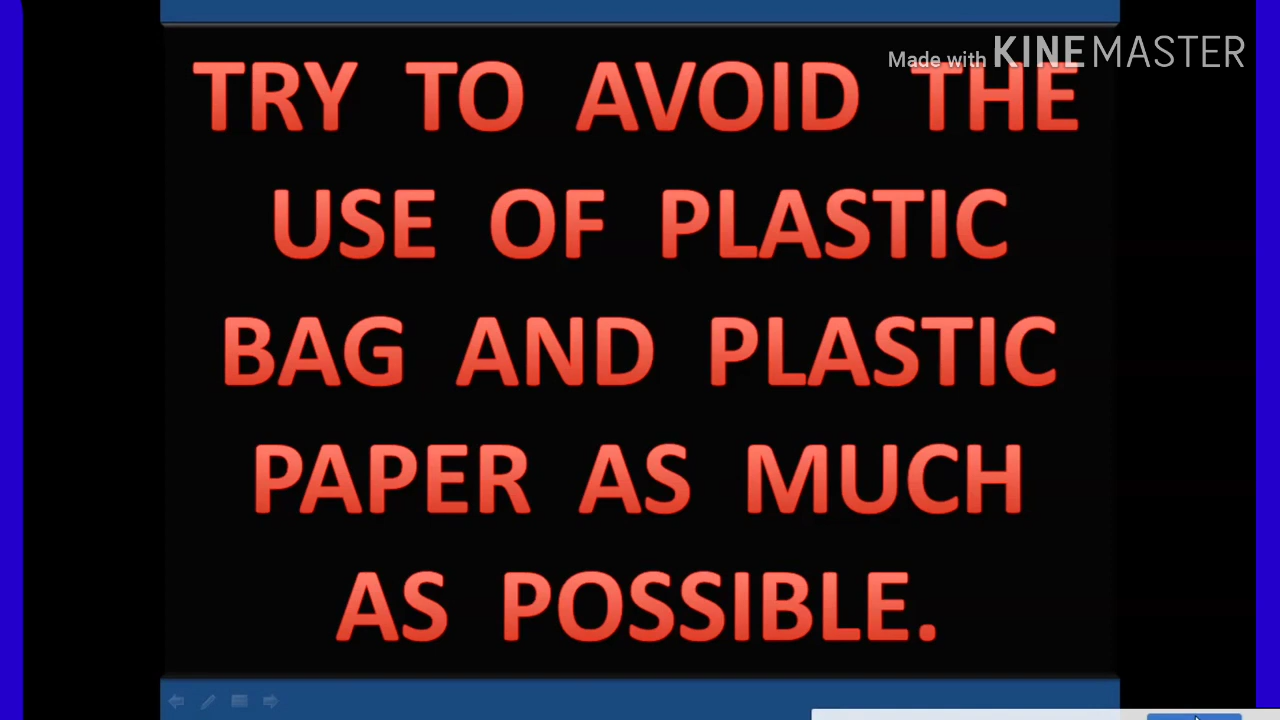 Made with KINEMASTER
TRY TO AVOID THE
USE OF PLASTIC
BAG AND PLASTIC
PAPER AS MUCH
AS POSSIBLE.